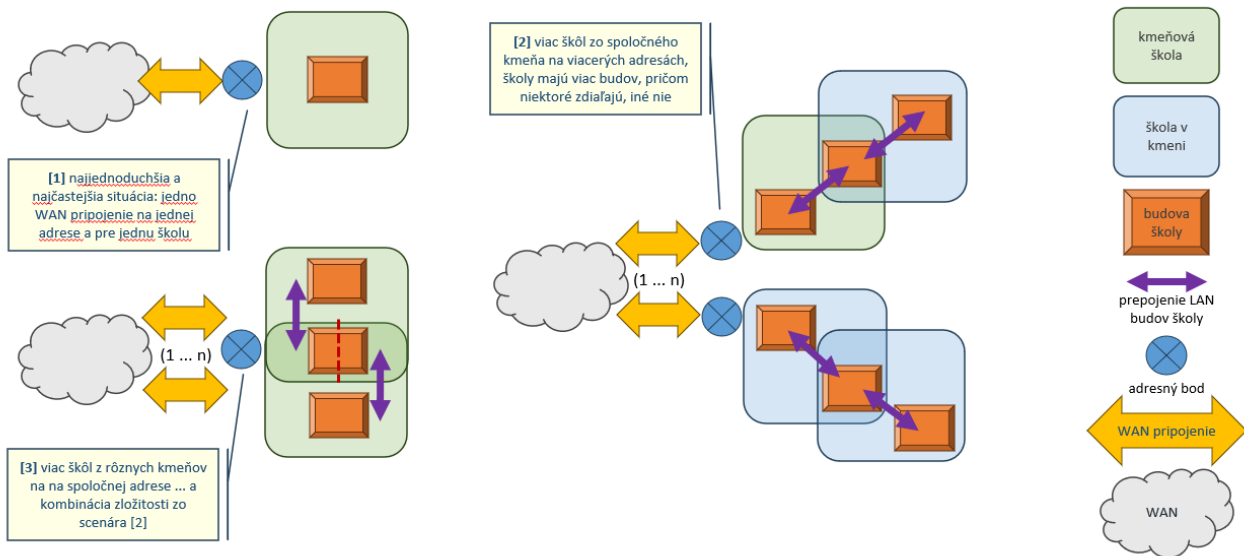 [1] najjednoduchšia a
najčastejšia situácia: jedno
WAN pripojenie na jednej
adrese a pre jednu školu
(1 ... n)
[3] viac škôl z rôznych kmeňov
na na spoločnej adrese ... a
kombinácia zložitosti zo
scenára [2]
[2] viac škôl zo spoločného
kmeňa na viacerých adresách,
školy majú viac budov, pričom
niektoré zdiaľajú, iné nie
(1 ... n)
kmeňová
škola
škola v
kmeni
budova
školy
prepojenie LAN
budov školy
adresný bod
WAN pripojenie
WAN